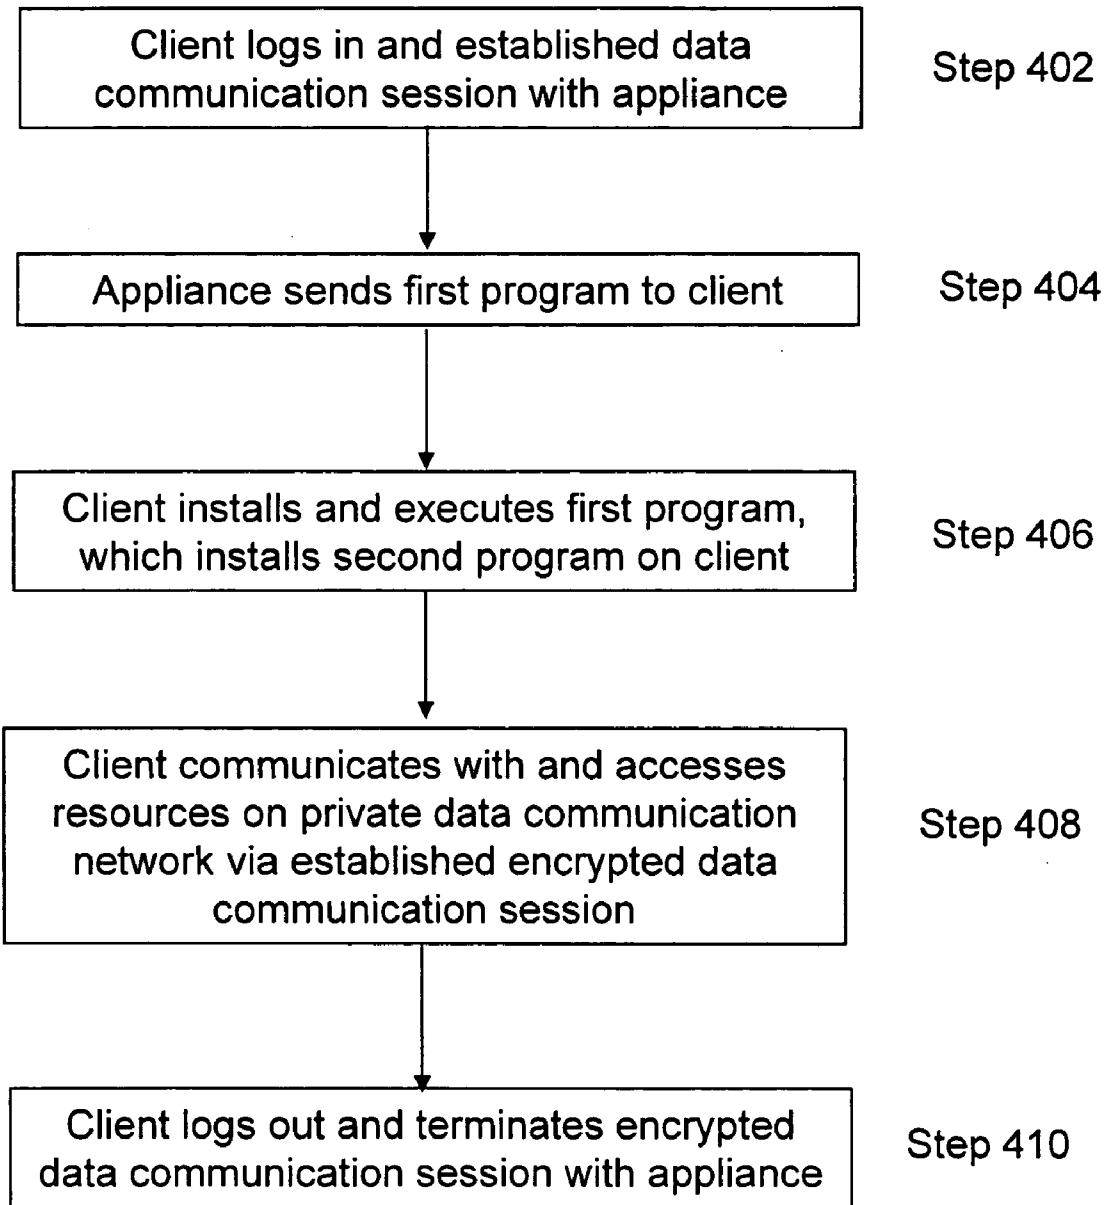 Client logs in and established data
communication session with appliance
Step 402
Appliance sends first program to client
Step 404
Client installs and executes first program,
which installs second program on client
Step 406
Client communicates with and accesses
resources on private data communication
network via established encrypted data
communication session
Step 408
Client logs out and terminates encrypted
data communication session with appliance
Step 410